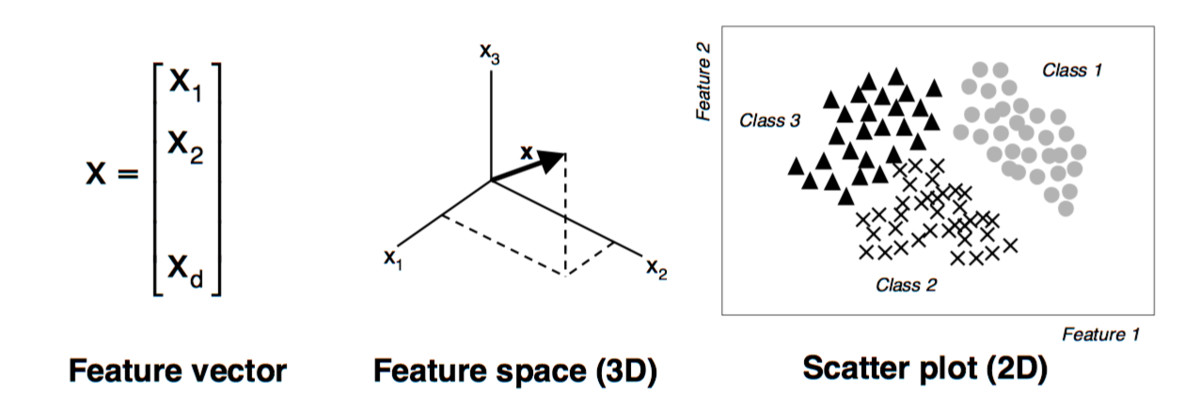 X =
X1
X2
Xd
Feature vector
X3
X
X1
X2
Feature space (3D)
Feature 2
Class 1
Class 3
Class 2
Feature 1
Scatter plot (2D)